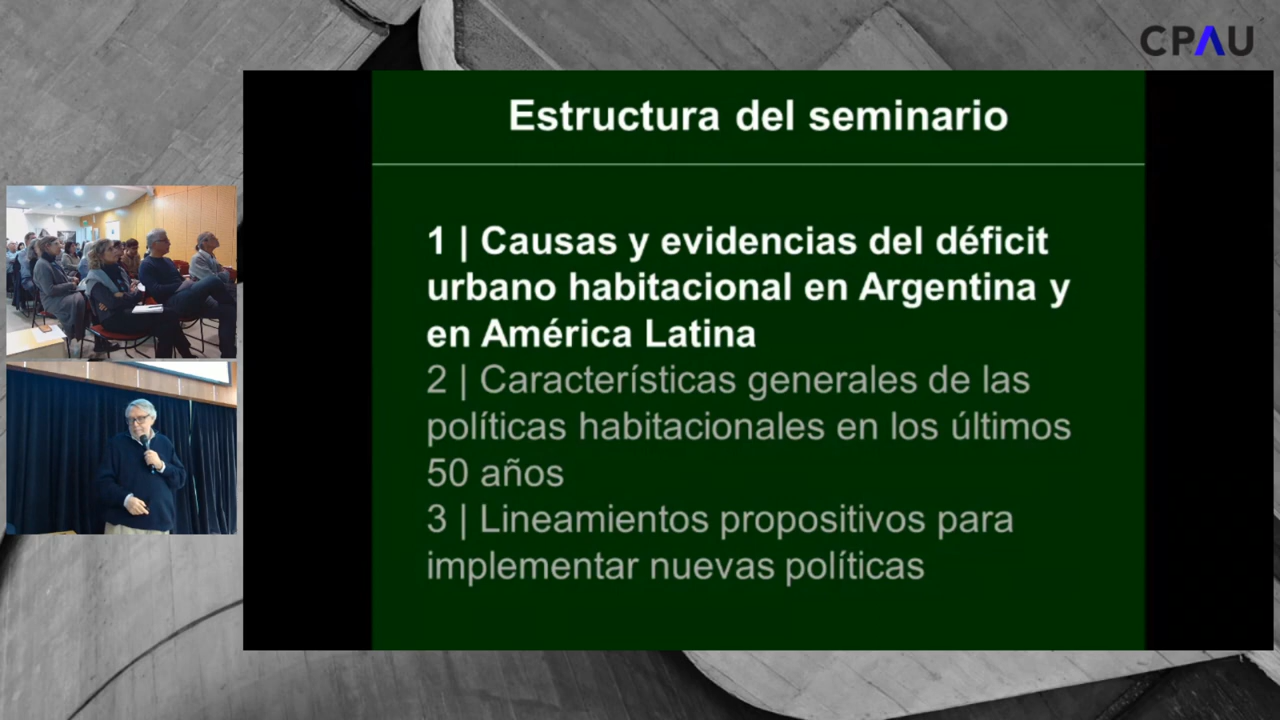 CPAU
Estructura del seminario
1 | Causas y evidencias del déficit
urbano habitacional en Argentina y
en América Latina
2 | Características generales de las
políticas habitacionales en los últimos
50 años
3 | Lineamientos propositivos para
implementar nuevas políticas